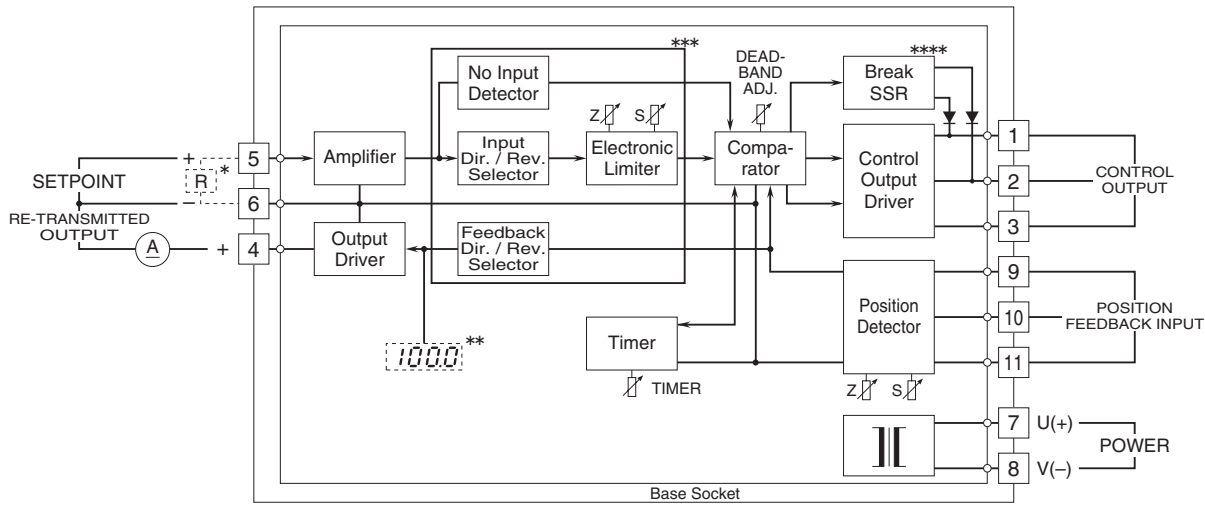 ***
****
No Input
Detector
DEAD-
BAND
ADJ.
Break
SSR
Z
S
SETPOINT
+
R
*
–
5
6
Amplifier
Input
Dir. / Rev.
Selector
Electronic
Limiter
Compa-
rator
Control
Output
Driver
1
2
3
CONTROL
OUTPUT
RE-TRANSMITTED
OUTPUT
A
+
4
Output
Driver
Feedback
Dir. / Rev.
Selector
100.0
**
Timer
TIMER
Position
Detector
Z
S
9
10
11
POSITION
FEEDBACK INPUT
7
8
U(+)
V(–)
POWER
Base Socket